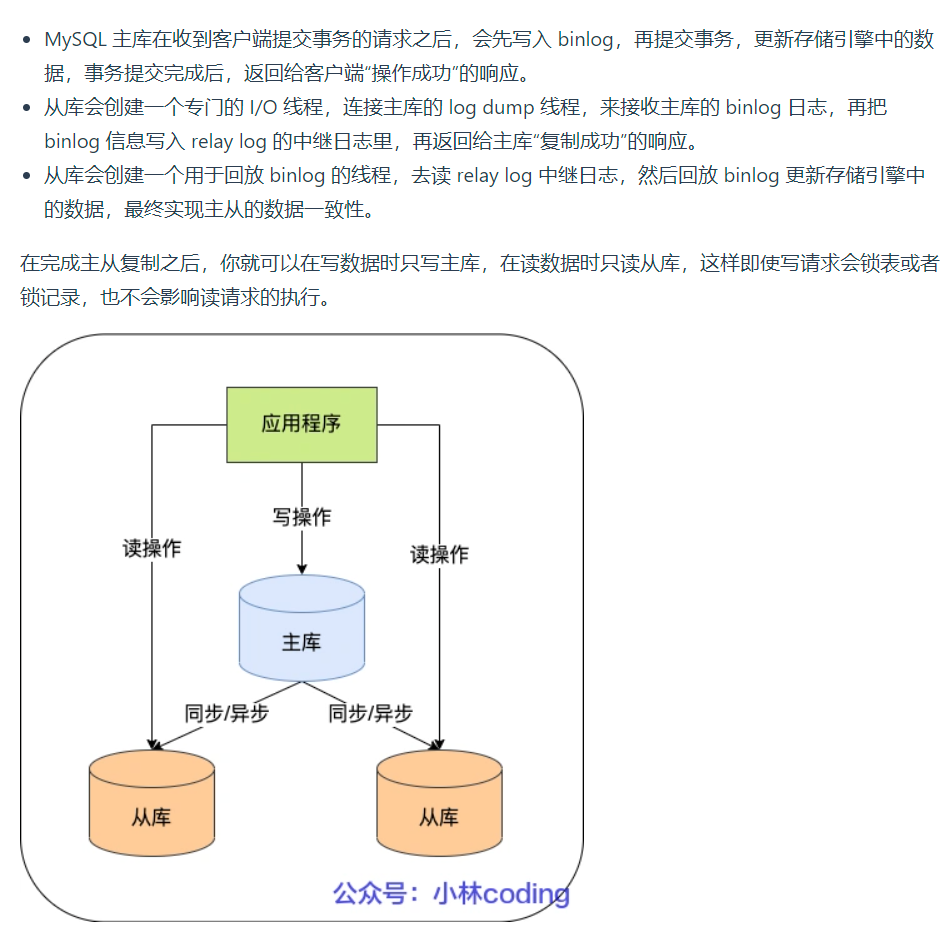 MySQL 主库在收到客户端提交事务的请求之后，会先写入 binlog，再提交事务，更新存储引擎中的数
据，事务提交完成后，返回给客户端“操作成功”的响应。
从库会创建一个专门的 I/O 线程，连接主库的 log dump 线程，来接收主库的 binlog 日志，再把
binlog 信息写入 relay log 的中继日志里，再返回给主库“复制成功”的响应。
从库会创建一个用于回放 binlog 的线程，去读 relay log 中继日志，然后回放 binlog 更新存储引擎中
的数据，最终实现主从的数据一致性。
在完成主从复制之后，你就可以在写数据时只写主库，在读数据时只读从库，这样即使写请求会锁表或者
锁记录，也不会影响读请求的执行。
应用程序
写操作
读操作
读操作
主库
同步/异步
同步/异步
从库
从库
公众号：小林coding